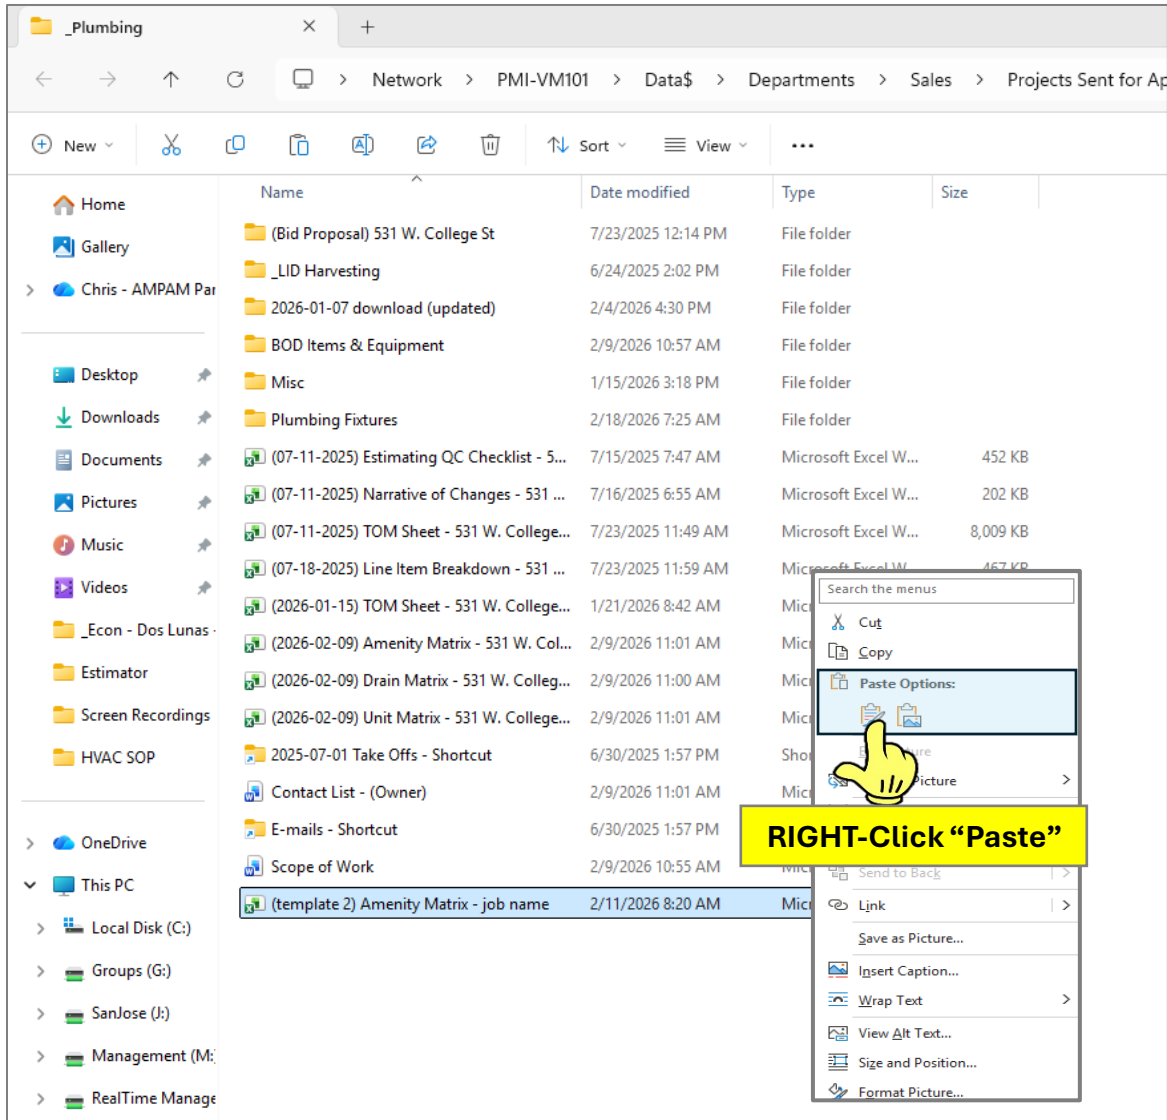 _Plumbing
Network > PMI-VM101 > Data$ > Departments > Sales > Projects Sent for Ap
New Sort View ...
Name Date modified Type Size
Home
Gallery
Chris - AMPAM Par
Desktop
Downloads
Documents
Pictures
Music
Videos
_Econ - Dos Lunas -
Estimator
Screen Recordings
HVAC SOP
OneDrive
This PC
Local Disk (C:)
Groups (G:)
SanJose (J:)
Management (M:
RealTime Manage
(Bid Proposal) 531 W. College St 7/23/2025 12:14 PM File folder
_LID Harvesting 6/24/2025 2:02 PM File folder
2026-01-07 download (updated) 2/4/2026 4:30 PM File folder
BOD Items & Equipment 2/9/2026 10:57 AM File folder
Misc 1/15/2026 3:18 PM File folder
Plumbing Fixtures 2/18/2026 7:25 AM File folder
(07-11-2025) Estimating QC Checklist - 5... 7/15/2025 7:47 AM Microsoft Excel W... 452 KB
(07-11-2025) Narrative of Changes - 531 ... 7/16/2025 6:55 AM Microsoft Excel W... 202 KB
(07-11-2025) TOM Sheet - 531 W. College... 7/23/2025 11:49 AM Microsoft Excel W... 8,009 KB
(07-18-2025) Line Item Breakdown - 531 ... 7/23/2025 11:59 AM Microsoft Excel W... 467 KB
(2026-01-15) TOM Sheet - 531 W. College... 1/21/2026 8:42 AM Micr
(2026-02-09) Amenity Matrix - 531 W. Col... 2/9/2026 11:01 AM Micr
(2026-02-09) Drain Matrix - 531 W. Colleg... 2/9/2026 11:00 AM Micr
(2026-02-09) Unit Matrix - 531 W. College... 2/9/2026 11:01 AM Micr
2025-07-01 Take Offs - Shortcut 6/30/2025 1:57 PM Shor
Contact List - (Owner) 2/9/2026 11:01 AM Micr
E-mails - Shortcut 6/30/2025 1:57 PM
Scope of Work 2/9/2026 10:55 AM
(template 2) Amenity Matrix - job name 2/11/2026 8:20 AM Micr
Search the menus
Cut
Copy
Paste Options:
Picture
RIGHT-Click “Paste”
Send to Back
Link
Save as Picture...
Insert Caption...
Wrap Text
View Alt Text...
Size and Position...
Format Picture...